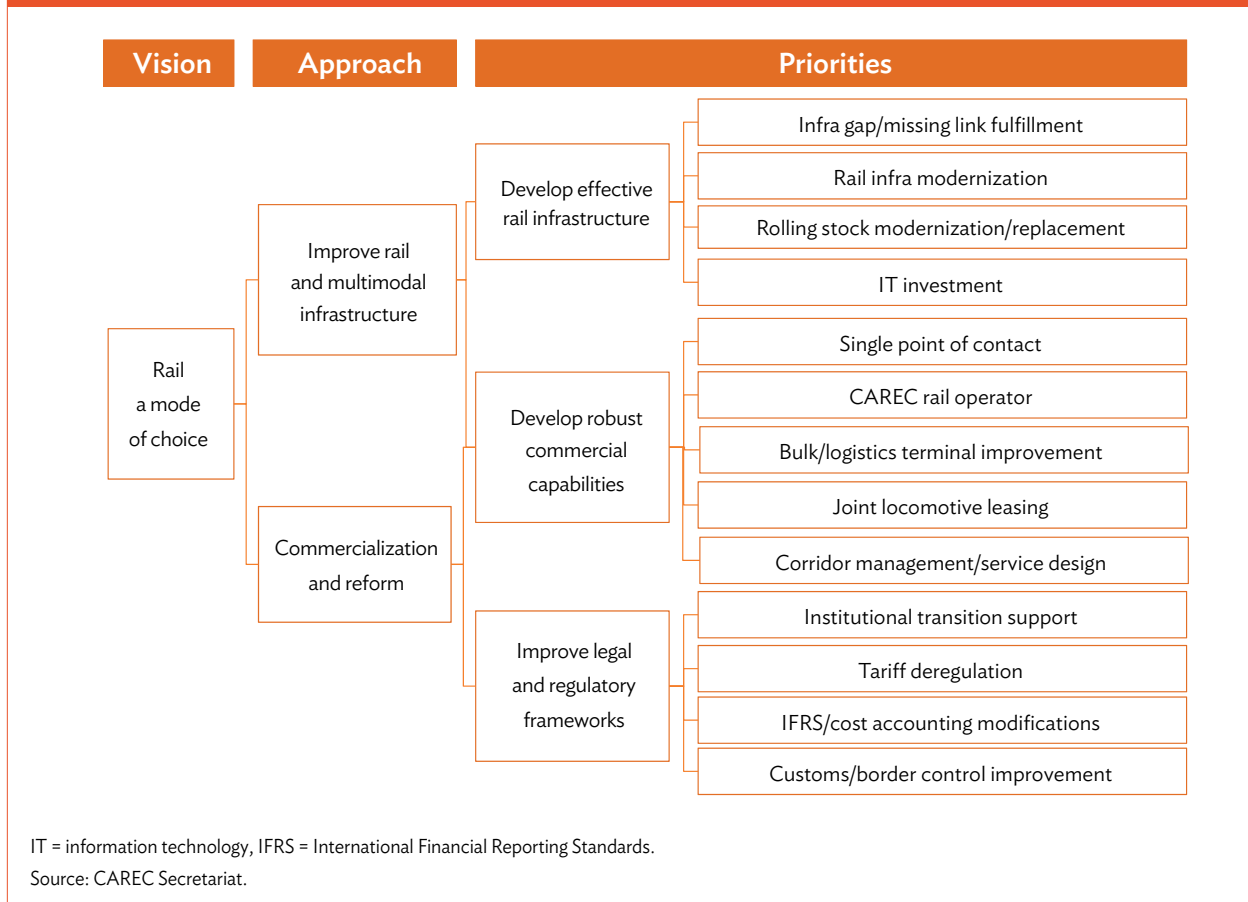 Vision
Approach
Priorities
Rail
a mode
of choice
Improve rail
and multimodal
infrastructure
Commercialization
and reform
Develop effective
rail infrastructure
Infra gap/missing link fulfillment
Rail infra modernization
Rolling stock modernization/replacement
IT investment
Develop robust
commercial
capabilities
Single point of contact
CAREC rail operator
Bulk/logistics terminal improvement
Joint locomotive leasing
Corridor management/service design
Improve legal
and regulatory
frameworks
Institutional transition support
Tariff deregulation
IFRS/cost accounting modifications
Customs/border control improvement
IT = information technology, IFRS = International Financial Reporting Standards.
Source: CAREC Secretariat.